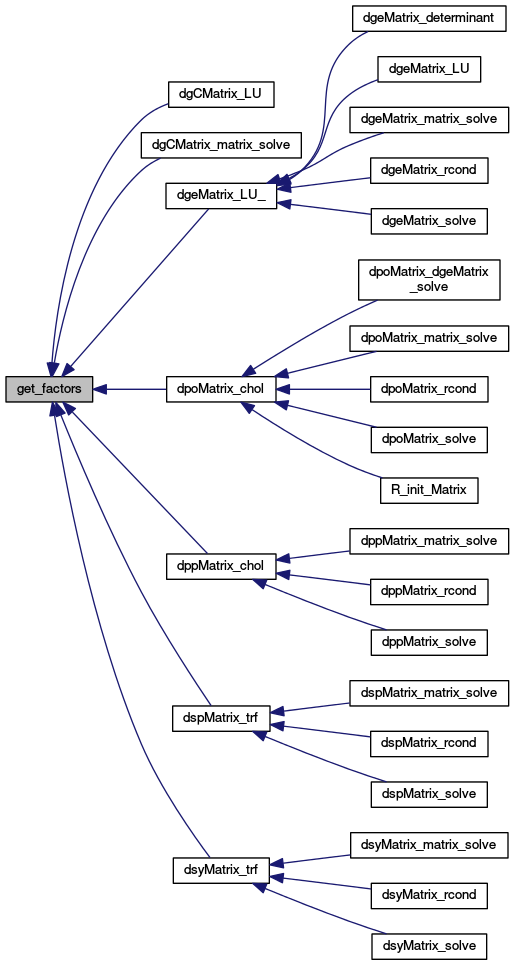 dgeMatrix_determinant
dgeMatrix_LU
dgCMatrix_LU
dgeMatrix_matrix_solve
dgCMatrix_matrix_solve
dgeMatrix_rcond
dgeMatrix_LU_
dgeMatrix_solve
dpoMatrix_dgeMatrix
_solve
dpoMatrix_matrix_solve
get_factors
dpoMatrix_chol
dpoMatrix_rcond
dpoMatrix_solve
R_init_Matrix
dppMatrix_matrix_solve
dppMatrix_chol
dppMatrix_rcond
dppMatrix_solve
dspMatrix_matrix_solve
dspMatrix_trf
dspMatrix_rcond
dspMatrix_solve
dsyMatrix_matrix_solve
dsyMatrix_trf
dsyMatrix_rcond
dsyMatrix_solve